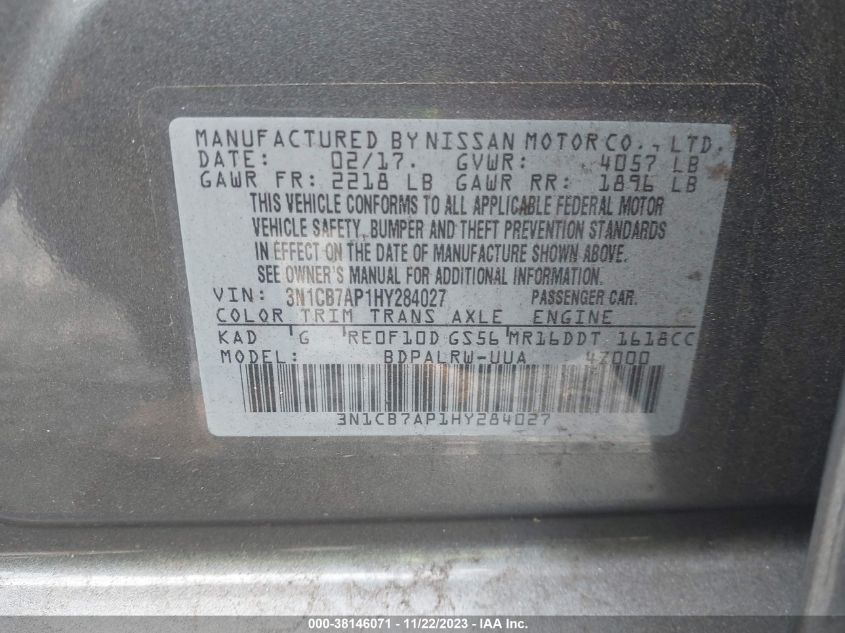 MANUFACTURED BY NISSAN MOTOR CO., LTD.
DATE: 02/17. GVWR: 4057 LB
GAWR FR: 2218 LB GAWR RR: 1896 LB
THIS VEHICLE CONFORMS TO ALL APPLICABLE FEDERAL MOTOR
VEHICLE SAFETY, BUMPER AND THEFT PREVENTION STANDARDS
IN EFFECT ON THE DATE OF MANUFACTURE SHOWN ABOVE.
SEE OWNER'S MANUAL FOR ADDITIONAL INFORMATION.
VIN: 3N1CB7AP1HY284027 PASSENGER CAR.
COLOR TRIM TRANS AXLE ENGINE
KAD G RE0F10D GS56 MR16DDT 1618CC
MODEL: BDPALRW-UUA 4Z000
3N1CB7AP1HY284027
000-38146071 - 11/22/2023 - IAAI.com